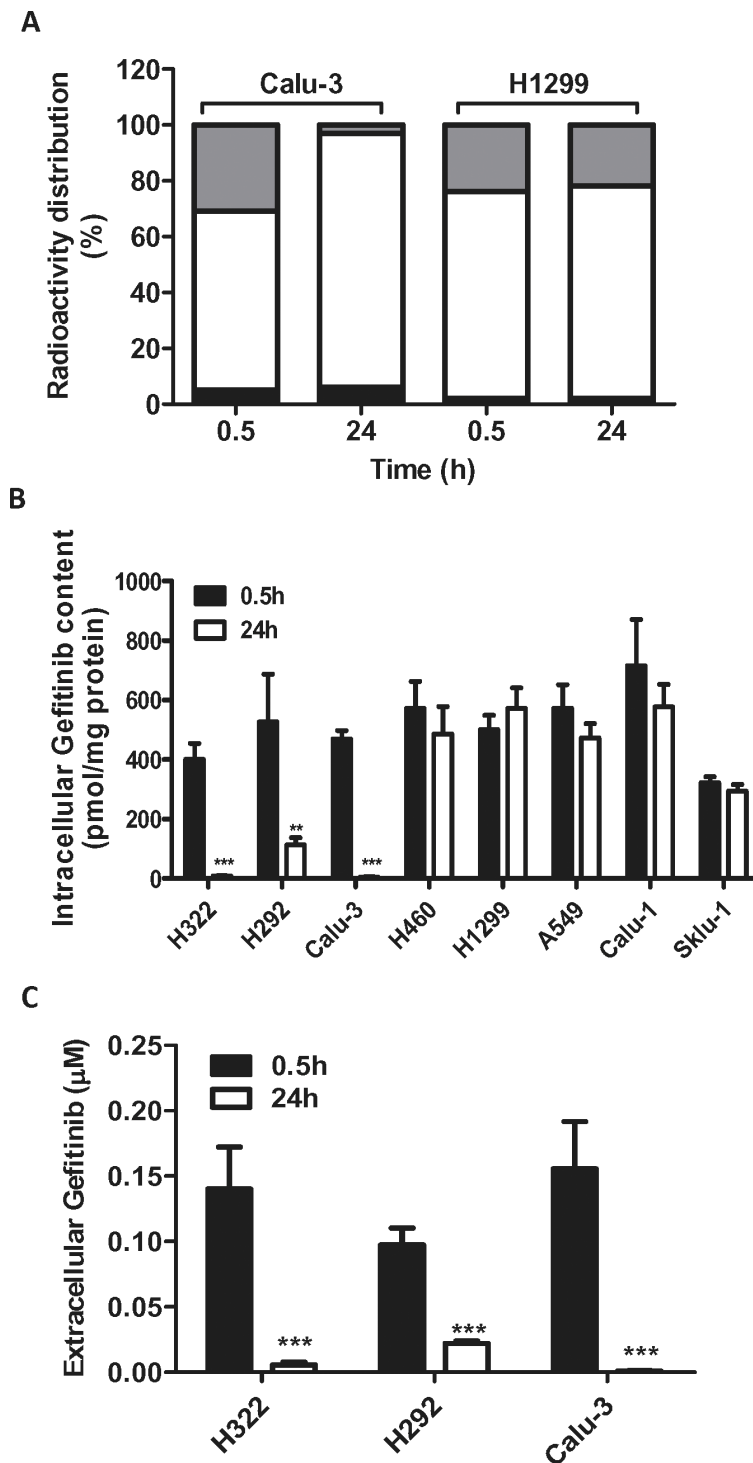 A
Radioactivity distribution
(%)
120
100
80
60
40
20
0
Calu-3
H1299
0.5
24
0.5
24
Time (h)
B
Intracellular Gefitinib content
(pmol/mg protein)
1000
800
600
400
200
0
0.5h
24h
***
**
***
H322
H292
Calu-3
H460
H1299
A549
Calu-1
Sklu-1
C
Extracellular Gefitinib (µM)
0.25
0.20
0.15
0.10
0.05
0.00
0.5h
24h
***
***
***
H322
H292
Calu-3